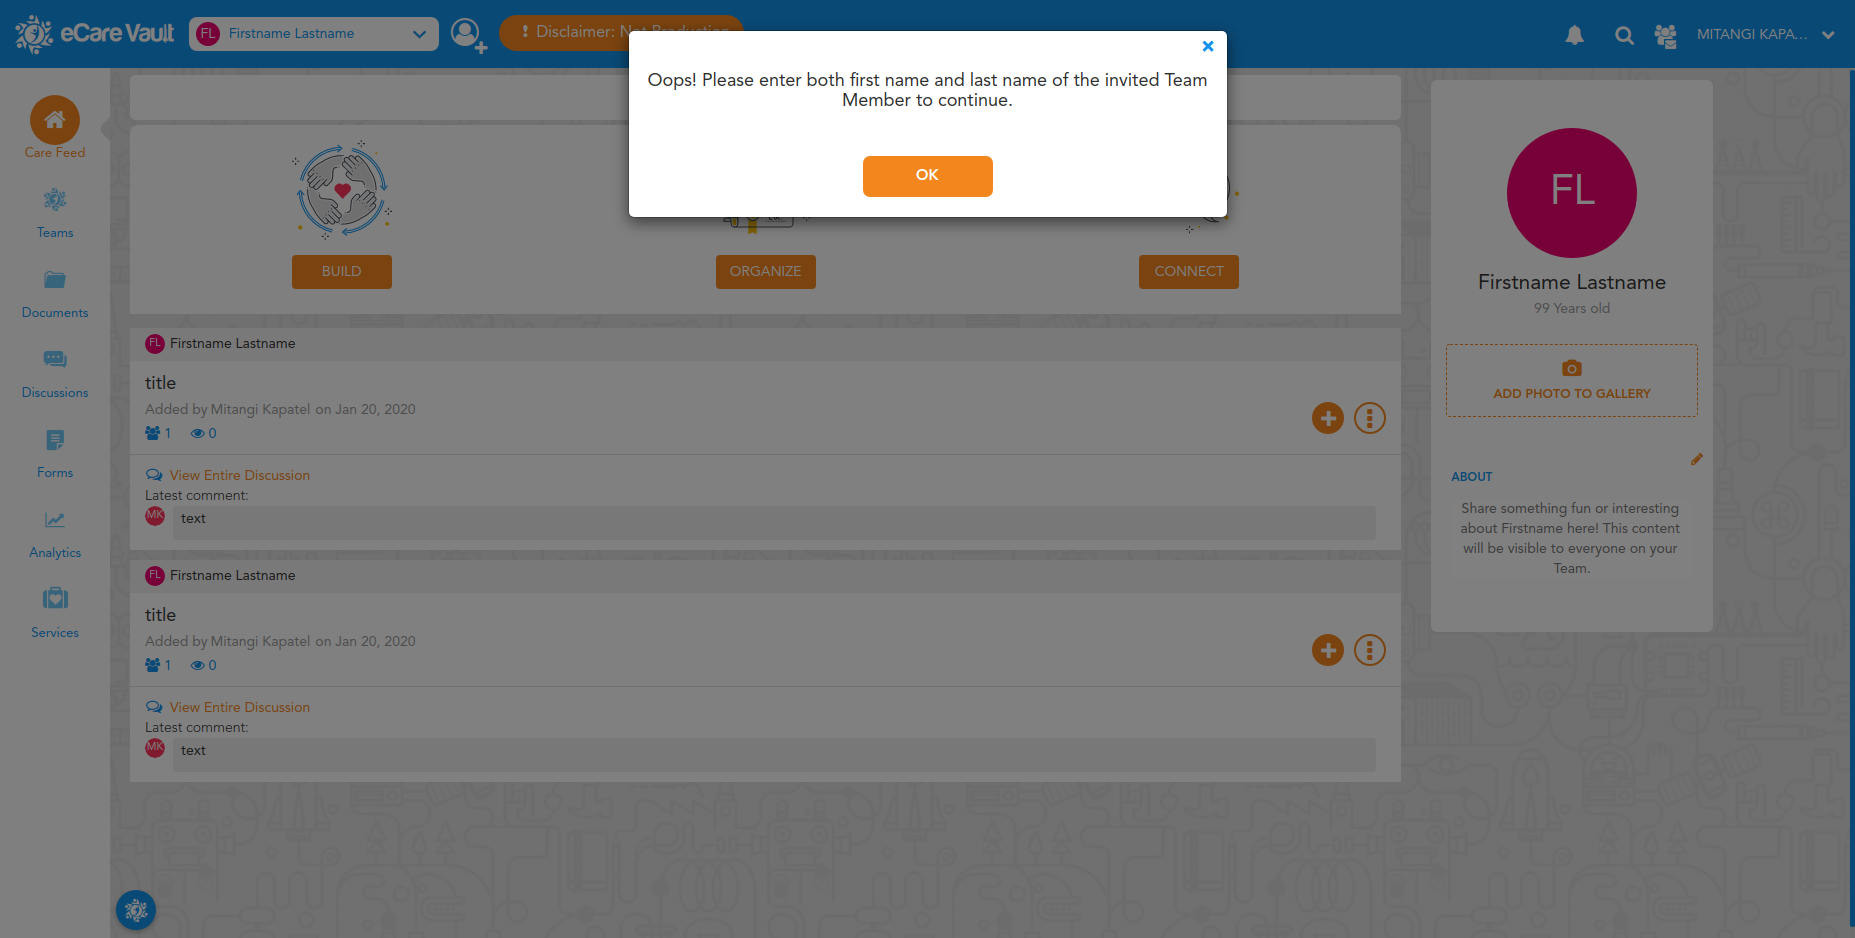 eCare Vault
FL Firstname Lastname
Disclaimer: Not Production
MITANGI KAPA...
Oops! Please enter both first name and last name of the invited Team
Member to continue.
OK
Care Feed
Teams
Documents
Discussions
Forms
Analytics
Services
BUILD
ORGANIZE
CONNECT
FL Firstname Lastname
title
Added by Mitangi Kapatel on Jan 20, 2020
1 0
View Entire Discussion
Latest comment:
MK text
FL Firstname Lastname
title
Added by Mitangi Kapatel on Jan 20, 2020
1 0
View Entire Discussion
Latest comment:
MK text
FL
Firstname Lastname
99 Years old
ADD PHOTO TO GALLERY
ABOUT
Share something fun or interesting
about Firstname here! This content
will be visible to everyone on your
Team.